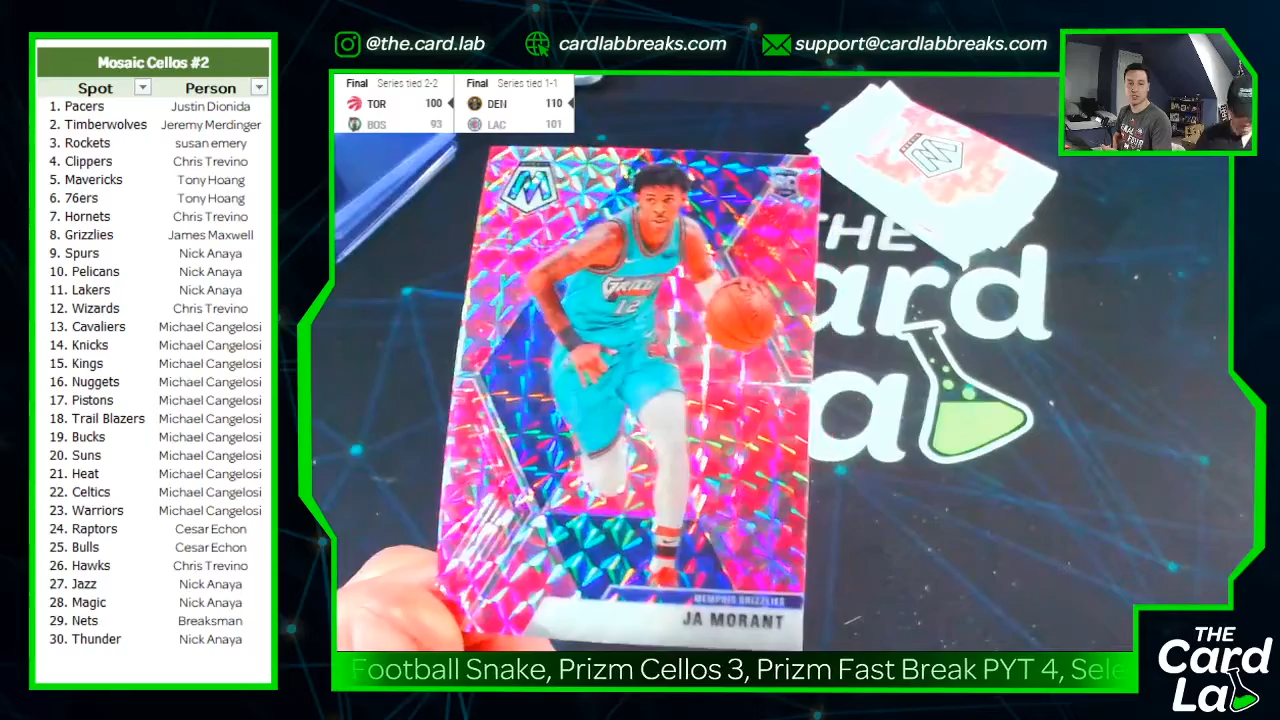 @the.card.lab
cardlabbreaks.com
support@cardlabbreaks.com
Mosaic Cellos #2
Spot Person
1. Pacers Justin Dionida
2. Timberwolves Jeremy Merdinger
3. Rockets susan emery
4. Clippers Chris Trevino
5. Mavericks Tony Hoang
6. 76ers Tony Hoang
7. Hornets Chris Trevino
8. Grizzlies James Maxwell
9. Spurs Nick Anaya
10. Pelicans Nick Anaya
11. Lakers Nick Anaya
12. Wizards Chris Trevino
13. Cavaliers Michael Cangelosi
14. Knicks Michael Cangelosi
15. Kings Michael Cangelosi
16. Nuggets Michael Cangelosi
17. Pistons Michael Cangelosi
18. Trail Blazers Michael Cangelosi
19. Bucks Michael Cangelosi
20. Suns Michael Cangelosi
21. Heat Michael Cangelosi
22. Celtics Michael Cangelosi
23. Warriors Michael Cangelosi
24. Raptors Cesar Echon
25. Bulls Cesar Echon
26. Hawks Chris Trevino
27. Jazz Nick Anaya
28. Magic Nick Anaya
29. Nets Breaksman
30. Thunder Nick Anaya
Final Series tied 2-2
TOR 100
BOS 93
Final Series tied 1-1
DEN 110
LAC 101
MOSAIC
GRIZZ
12
MEMPHIS GRIZZLIES
JA MORANT
THE
ard
La
Football Snake, Prizm Cellos 3, Prizm Fast Break PYT 4, Sele
THE
Card
La